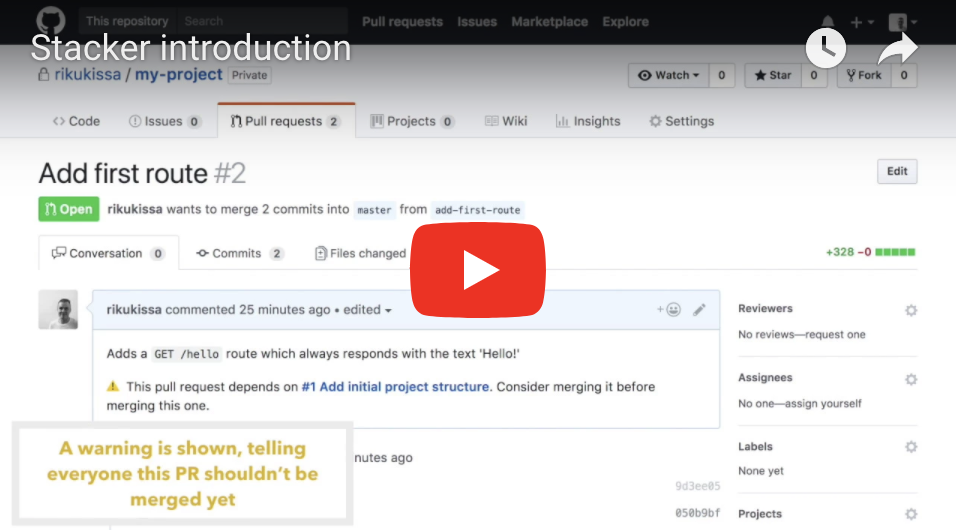 This repository Search Pull requests Issues Marketplace Explore
Stacker introduction
rikukissa / my-project Private Watch 0 Star 0 Fork 0
Code Issues 0 Pull requests 2 Projects 0 Wiki Insights Settings
Add first route #2 Edit
Open rikukissa wants to merge 2 commits into master from add-first-route
Conversation 0 Commits 2 Files changed +328 −0
rikukissa commented 25 minutes ago • edited
Adds a GET /hello route which always responds with the text 'Hello!'
This pull request depends on #1 Add initial project structure. Consider merging it before
merging this one.
Reviewers
No reviews—request one
Assignees
No one—assign yourself
Labels
None yet
Projects
A warning is shown, telling
everyone this PR shouldn't be
merged yet
nutes ago
9d3ee05
050b9bf